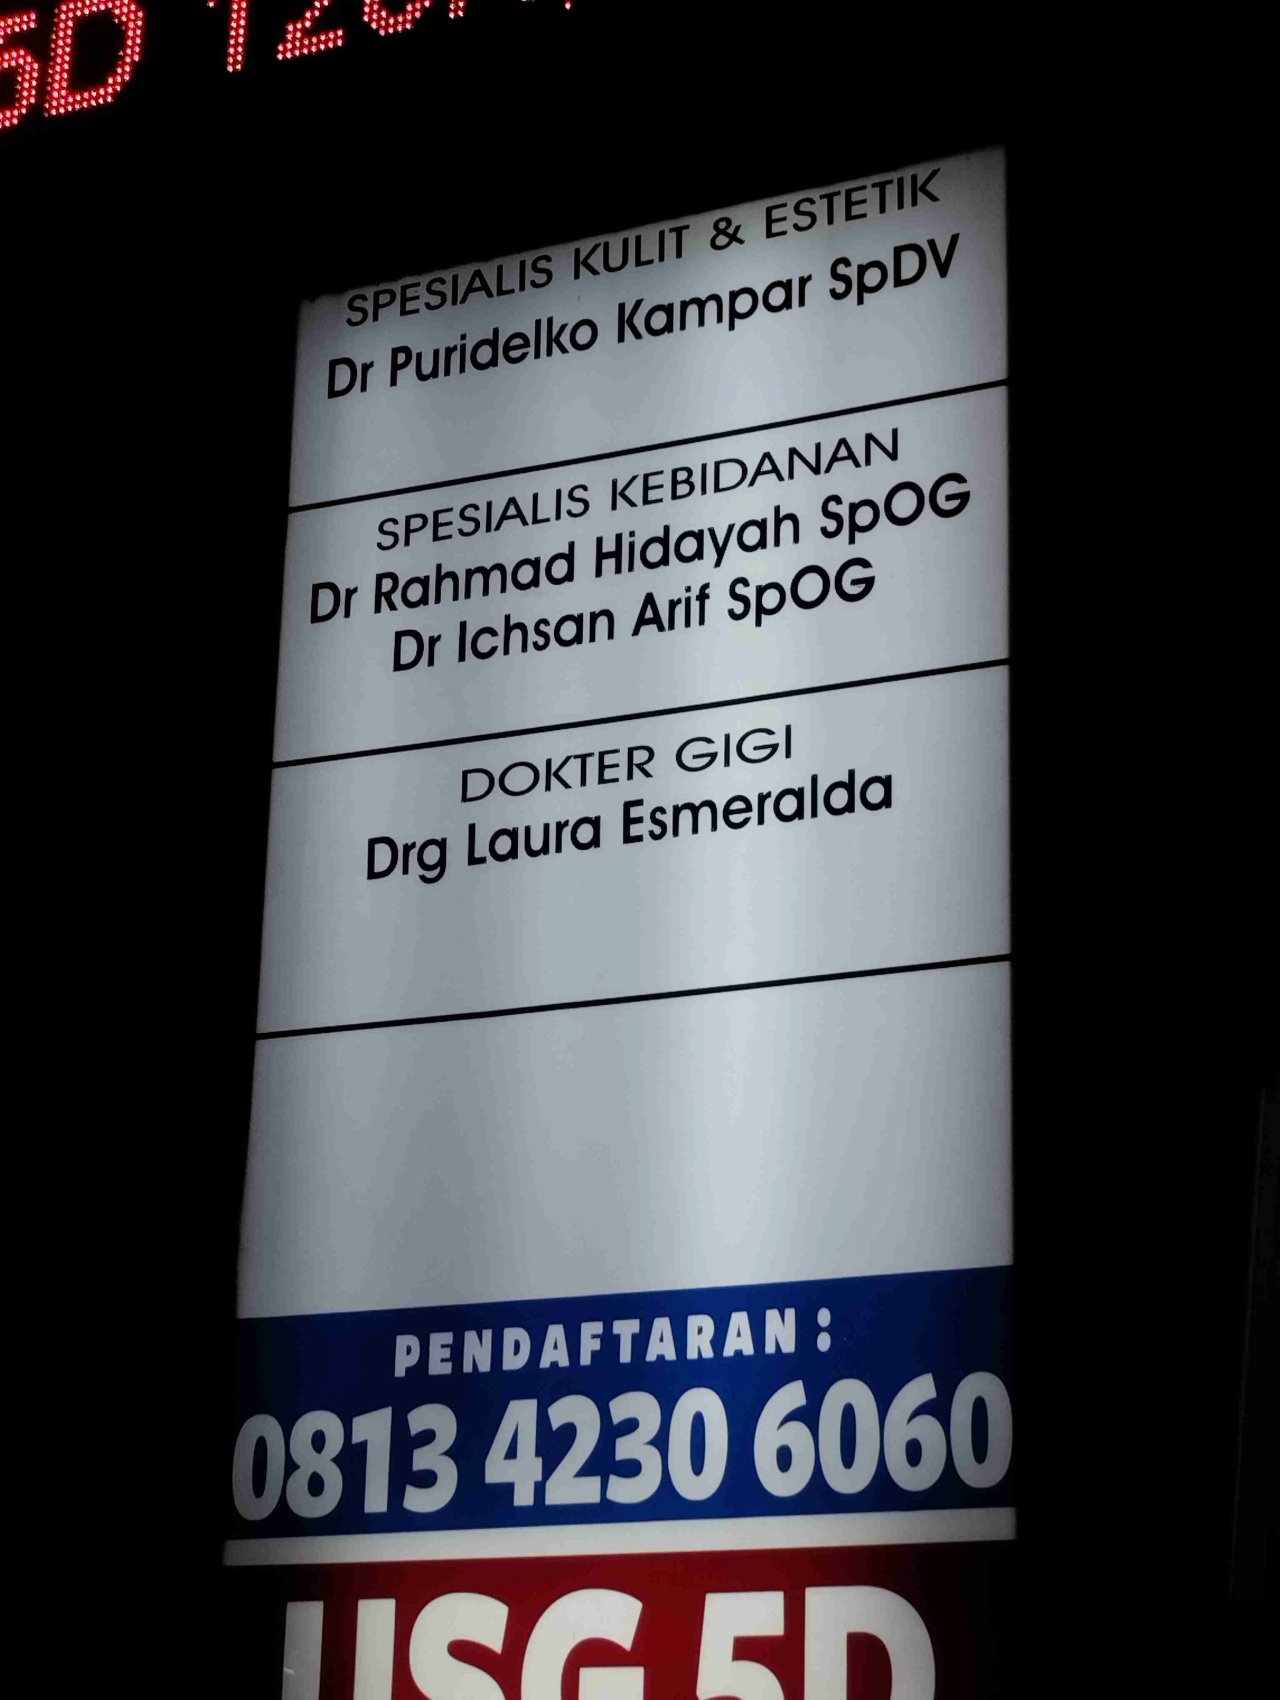 5D
SPESIALIS KULIT & ESTETIK
Dr Puridelko Kampar SpDV
SPESIALIS KEBIDANAN
Dr Rahmad Hidayah SpOG
Dr Ichsan Arif SpOG
DOKTER GIGI
Drg Laura Esmeralda
PENDAFTARAN :
0813 4230 6060
USG 5D